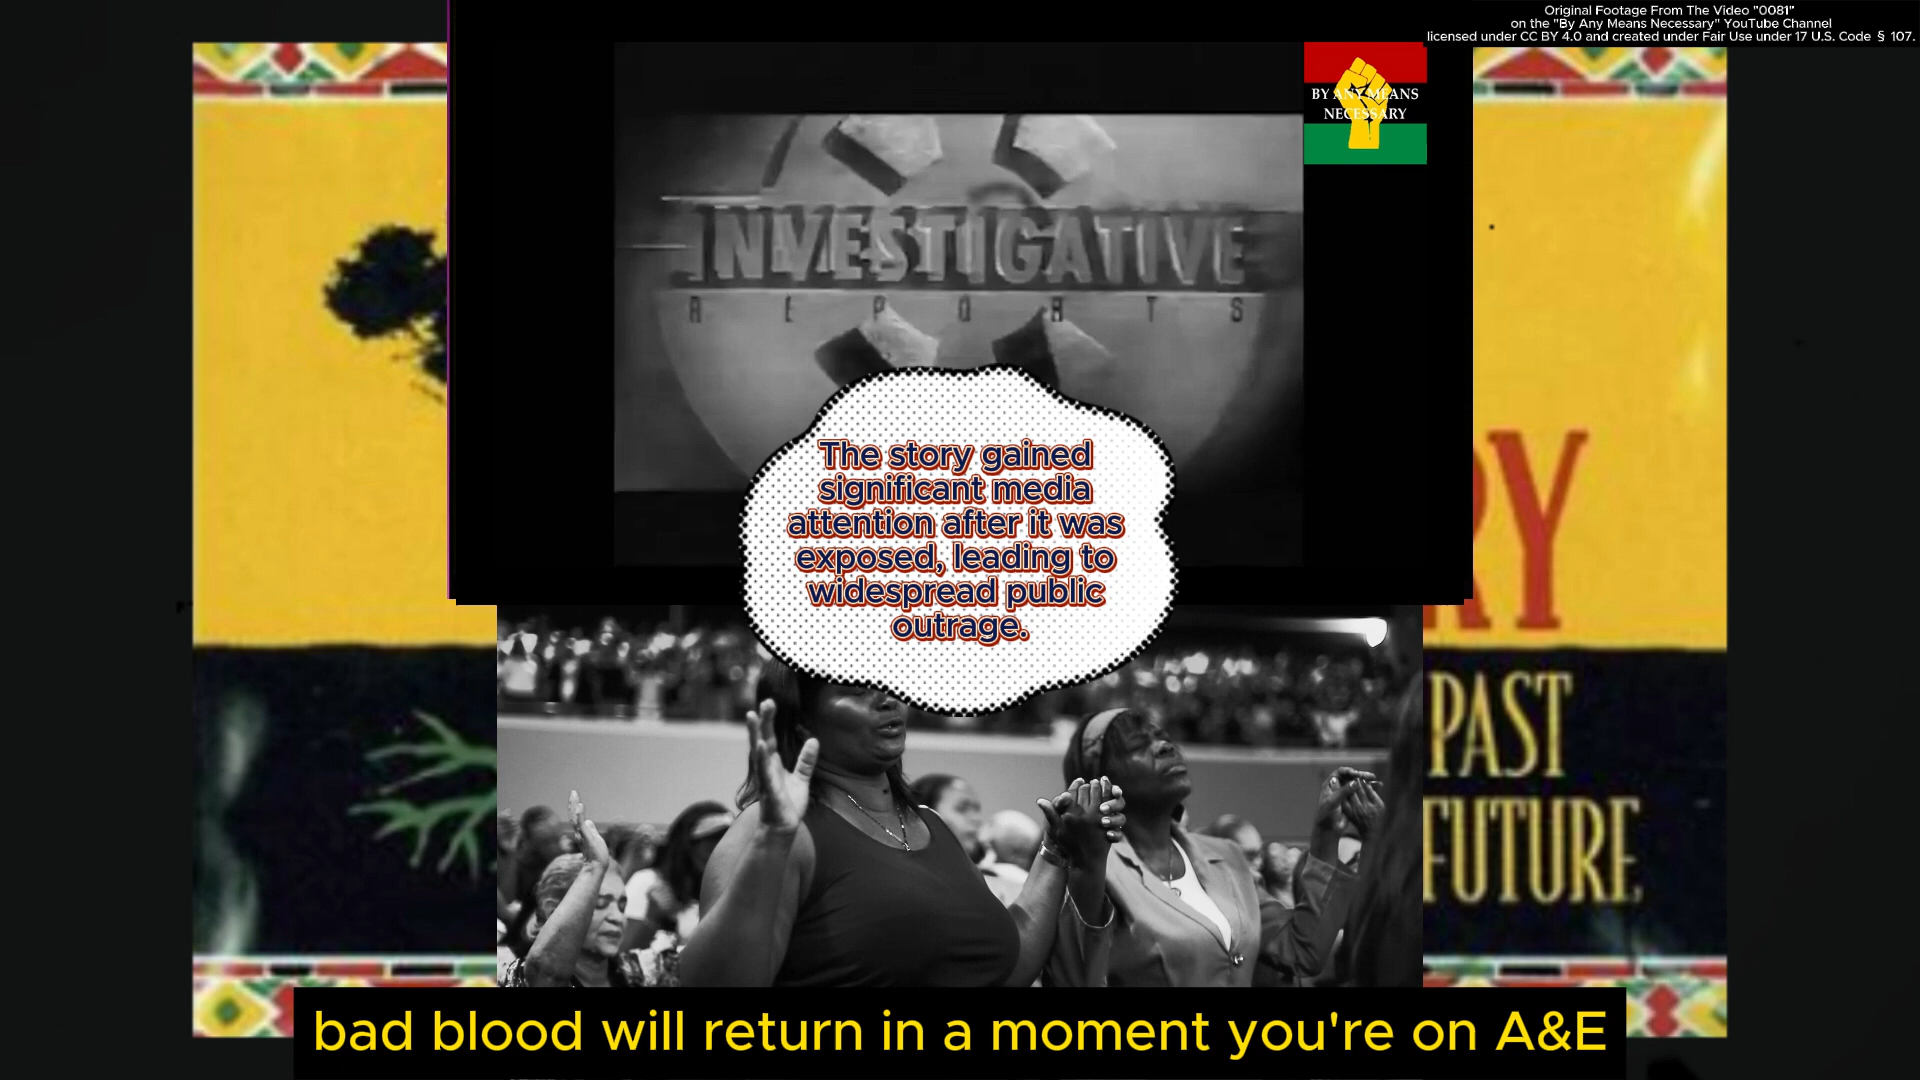 Original Footage From The Video "0081"
on the "By Any Means Necessary" YouTube Channel
licensed under CC BY 4.0 and created under Fair Use under 17 U.S. Code § 107.
BY ANY MEANS
NECESSARY
INVESTIGATIVE
REPORTS
The story gained
significant media
attention after it was
exposed, leading to
widespread public
outrage.
RY
PAST
FUTURE.
bad blood will return in a moment you're on A&E